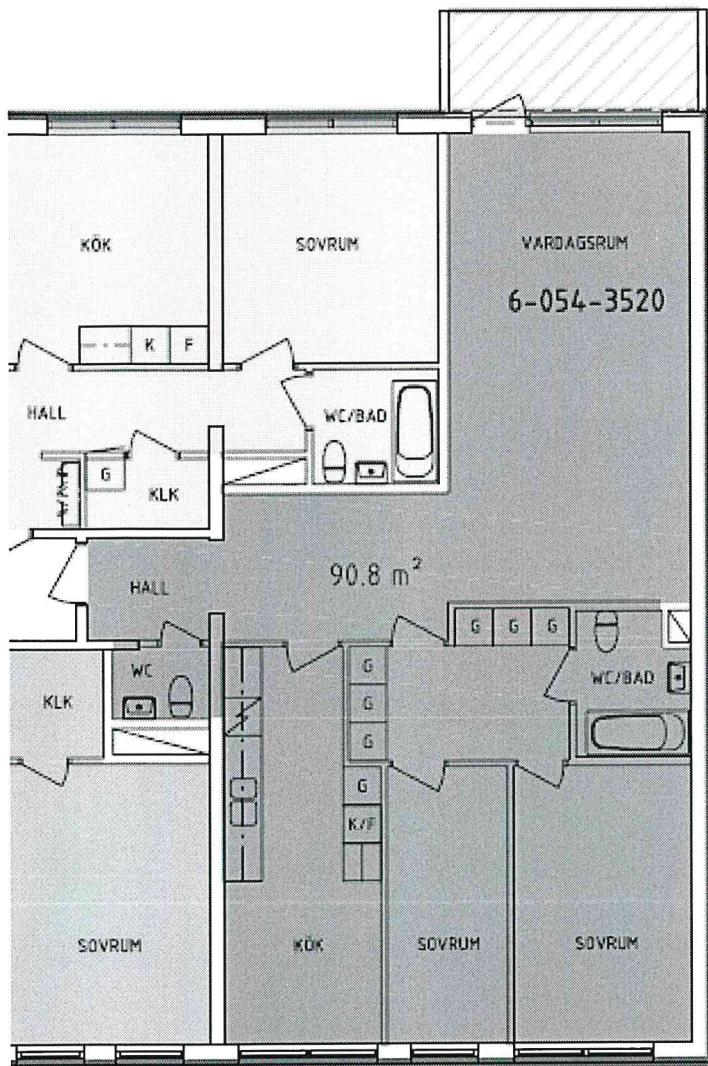 KÖK
SOVRUM
VARDAGSRUM
6-054-3520
K F
HALL
WC/BAD
G
KLK
90.8 m²
HALL
G G G
WC
G
WC/BAD
KLK
G
G
G
K/F
SOVRUM
KÖK
SOVRUM
SOVRUM